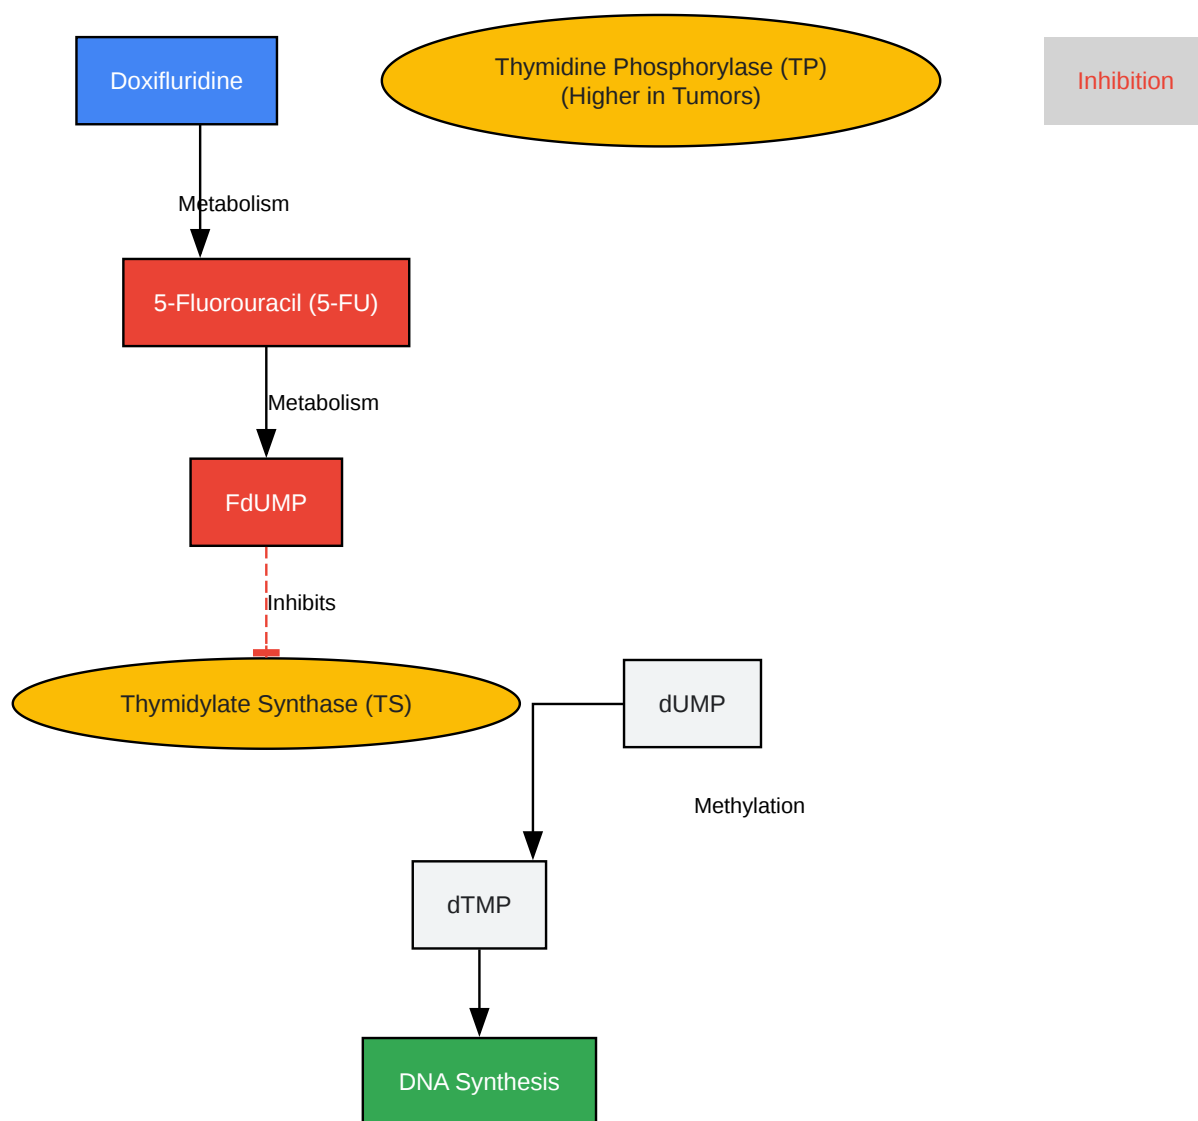 Doxifluridine
Thymidine Phosphorylase (TP)
(Higher in Tumors)
Inhibition
Metabolism
5-Fluorouracil (5-FU)
Metabolism
FdUMP
Inhibits
Thymidylate Synthase (TS)
dUMP
Methylation
dTMP
DNA Synthesis